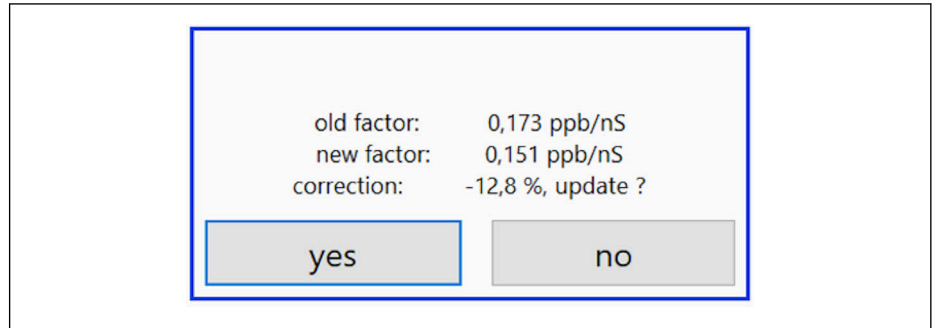 old factor: 0,173 ppb/nS
new factor: 0,151 ppb/nS
correction: -12,8 %, update ?
yes no